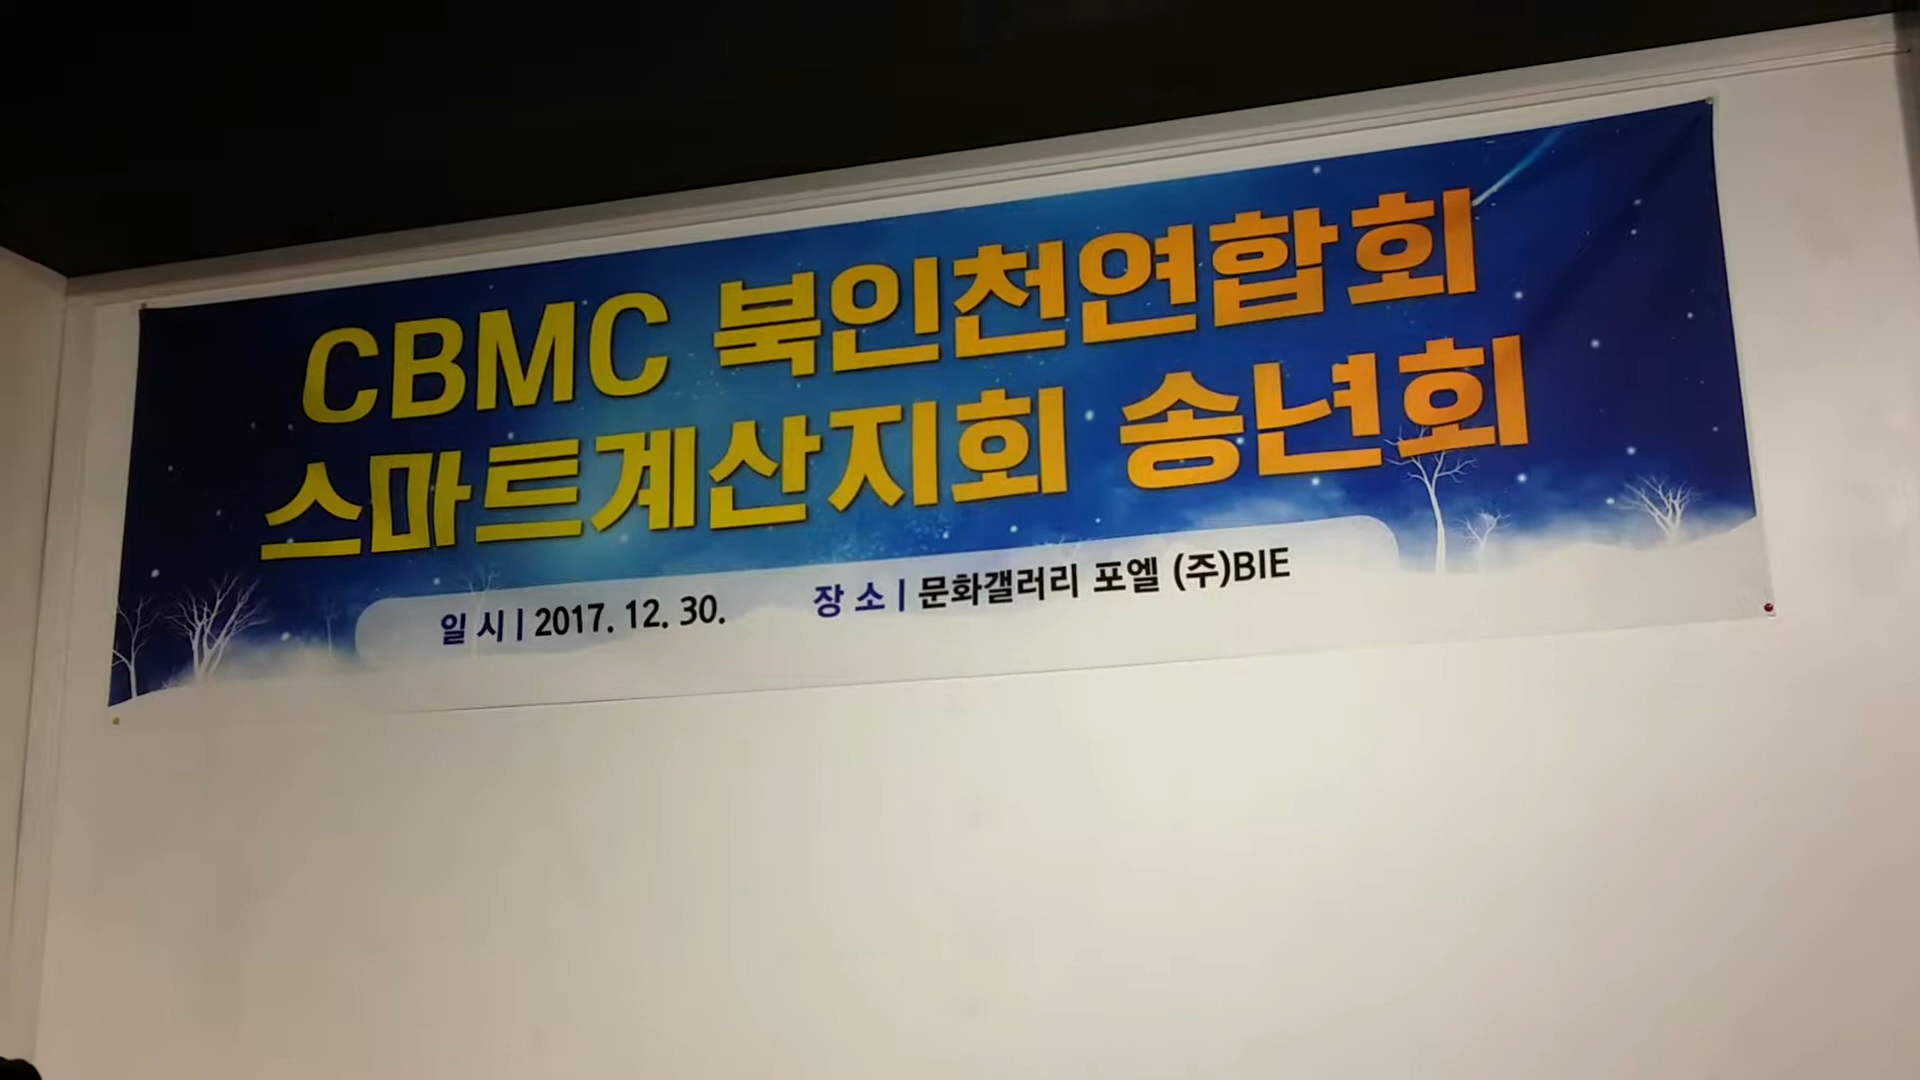 CBMC 북인천연합회
스마트계산지회 송년회
일 시 | 2017. 12. 30. 장 소 | 문화갤러리 포엘 (주)BIE